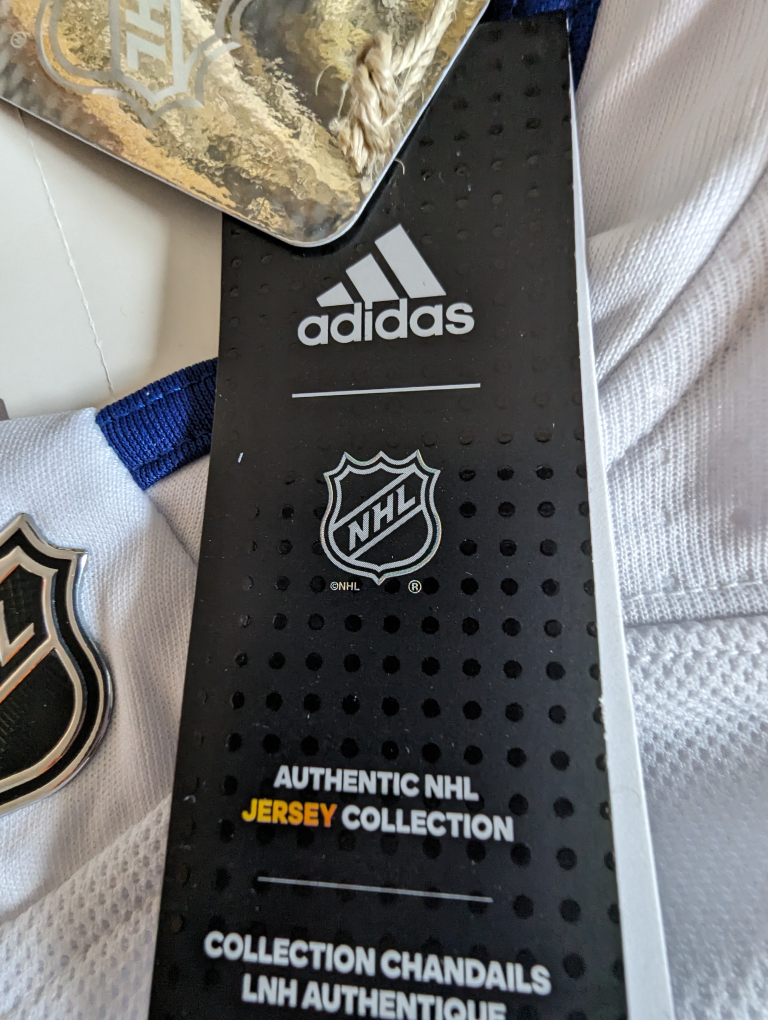 adidas
NHL
©NHL ®
AUTHENTIC NHL
JERSEY COLLECTION
COLLECTION CHANDAILS
LNH AUTHENTIQUE